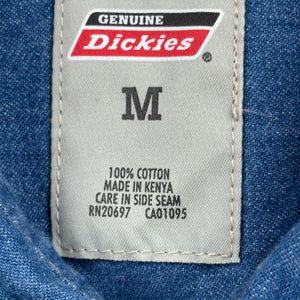 GENUINE
Dickies
®
M
100% COTTON
MADE IN KENYA
CARE IN SIDE SEAM
RN20697 CA01095